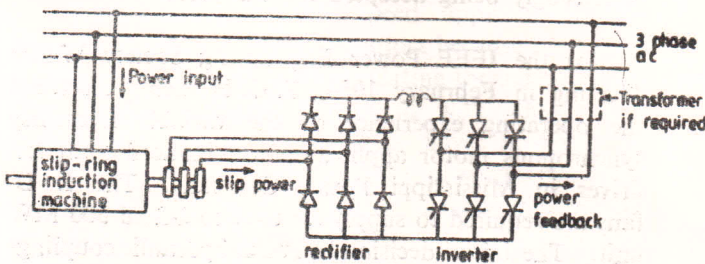 3 phase
a c
Power input
Transformer
if required
slip-ring
induction
machine
slip power
power
feedback
rectifier
inverter